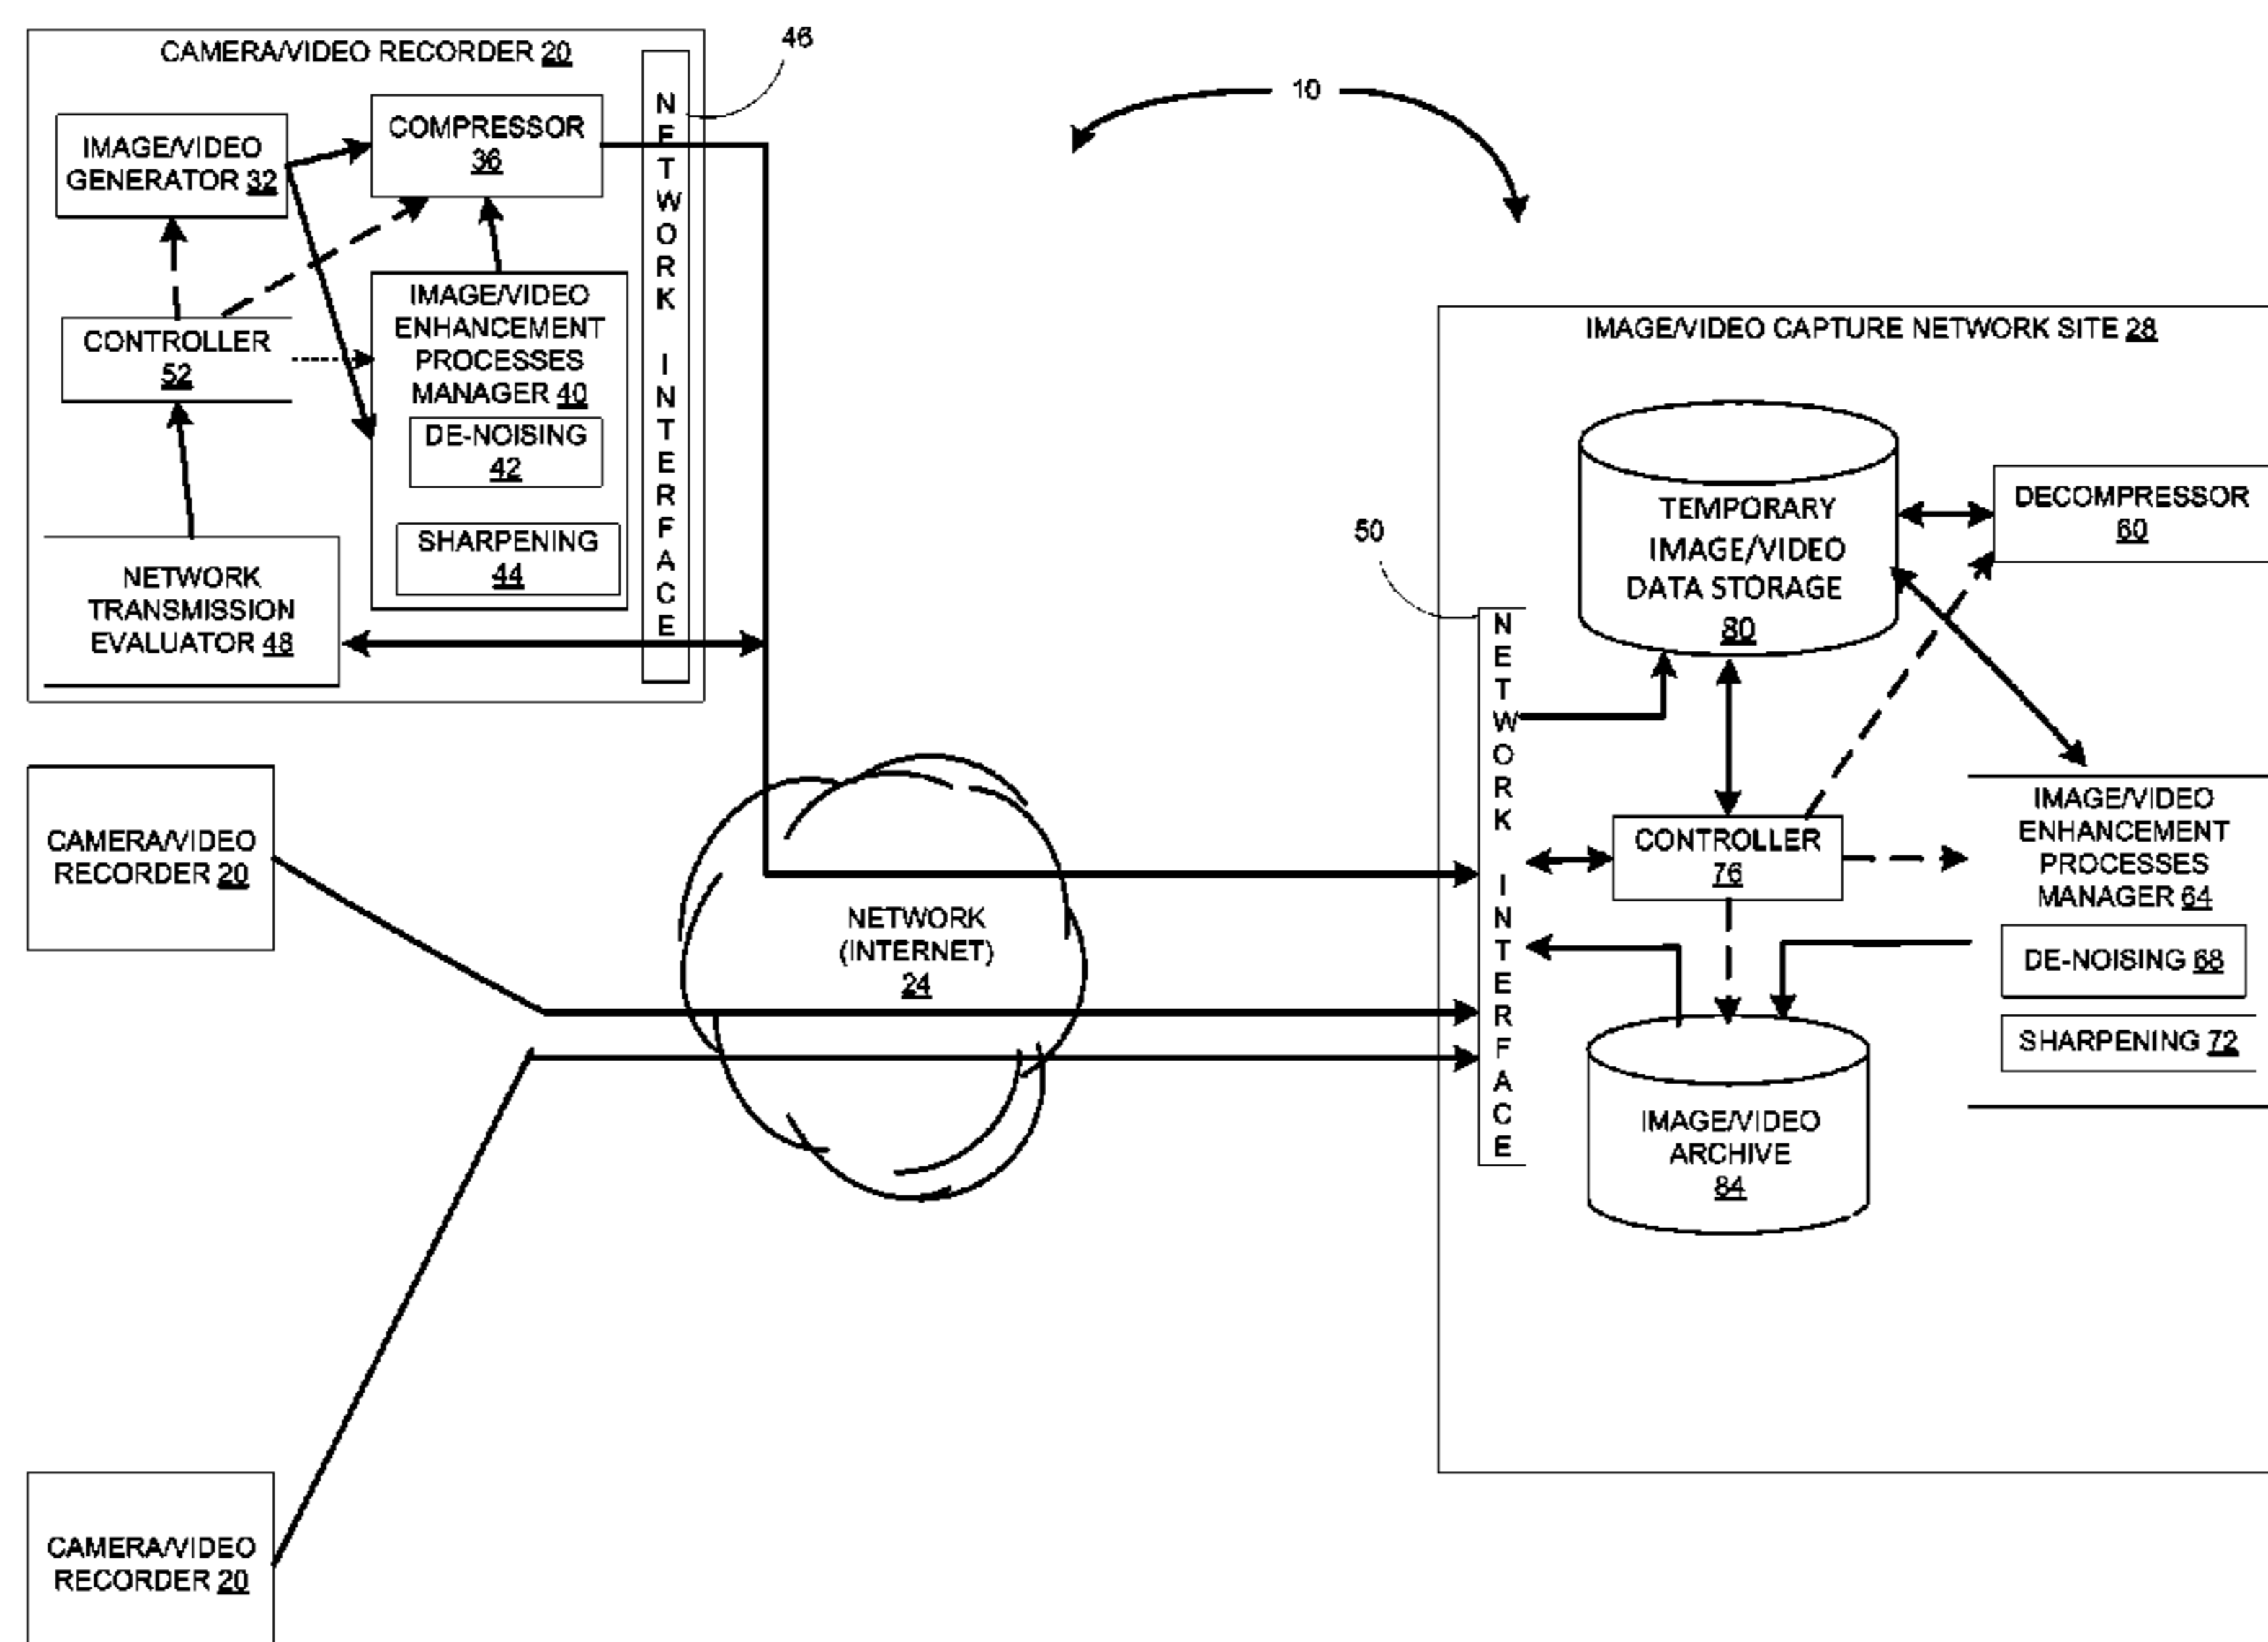 CAMERA/VIDEO RECORDER 20
46
IMAGE/VIDEO
GENERATOR 32
COMPRESSOR
36
NETWORK INTERFACE
10
CONTROLLER
52
IMAGE/VIDEO
ENHANCEMENT
PROCESSES
MANAGER 40
DE-NOISING
42
SHARPENING
44
NETWORK
TRANSMISSION
EVALUATOR 48
CAMERA/VIDEO
RECORDER 20
CAMERA/VIDEO
RECORDER 20
NETWORK
(INTERNET)
24
IMAGE/VIDEO CAPTURE NETWORK SITE 28
50
NETWORK INTERFACE
TEMPORARY
IMAGE/VIDEO
DATA STORAGE
80
DECOMPRESSOR
60
CONTROLLER
76
IMAGE/VIDEO
ENHANCEMENT
PROCESSES
MANAGER 64
DE-NOISING 68
SHARPENING 72
IMAGE/VIDEO
ARCHIVE
84